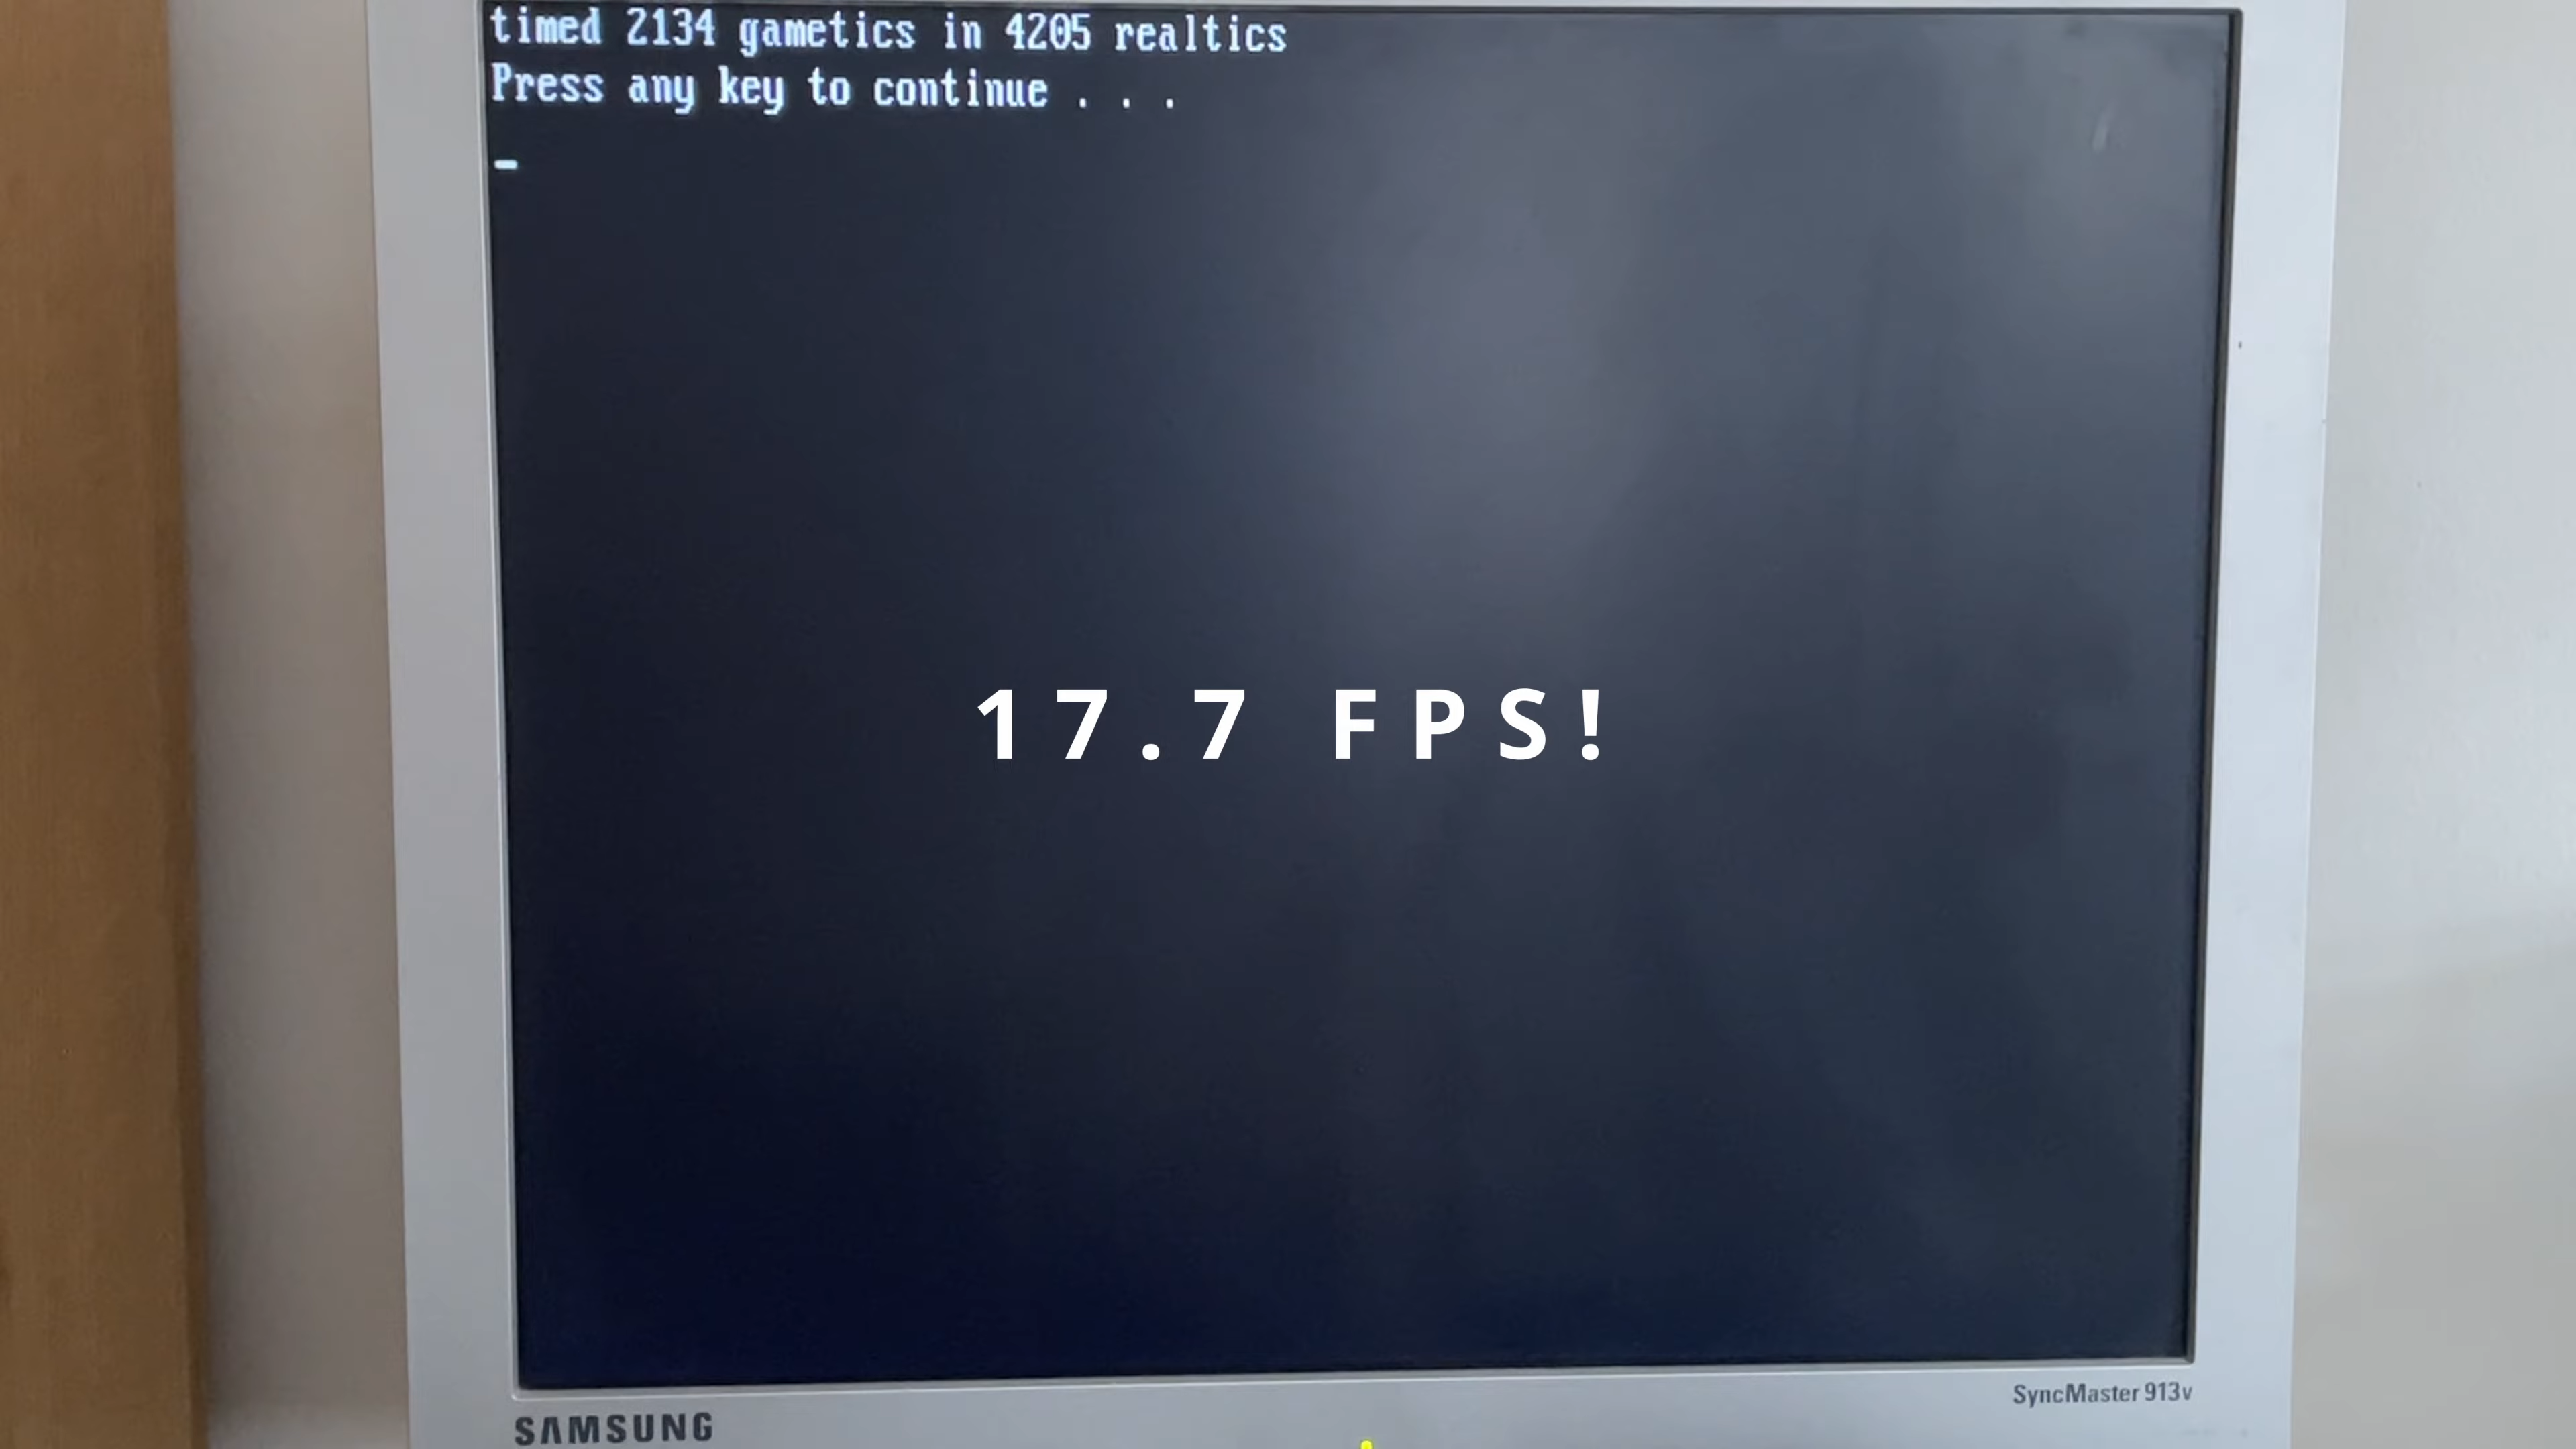 timed 2134 gametics in 4205 realtics
Press any key to continue . . .
17.7 FPS!
SyncMaster 913v
SAMSUNG